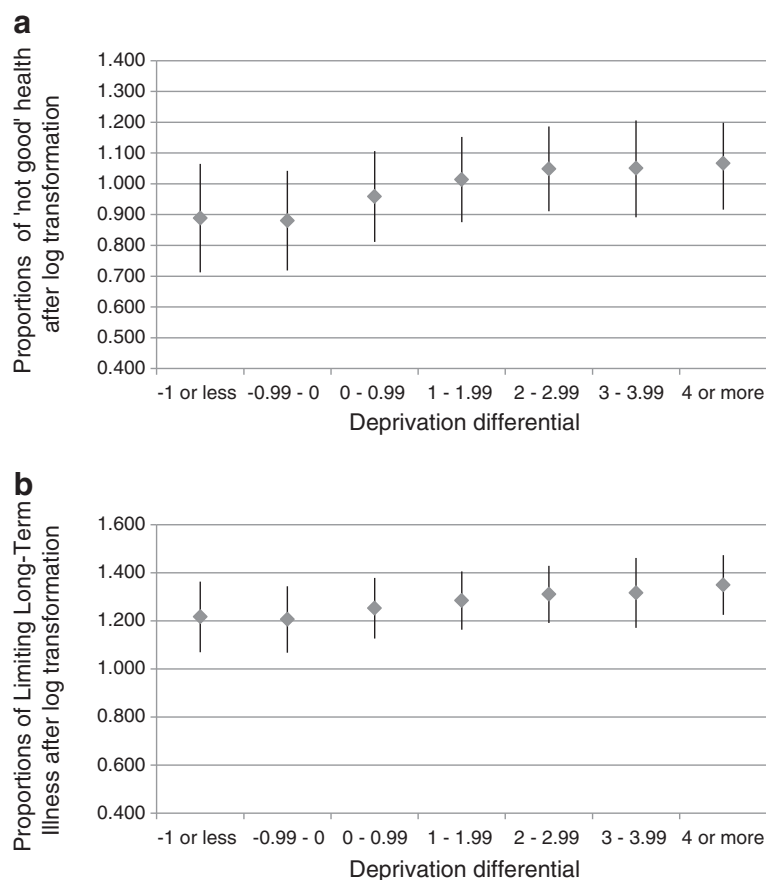 a
Proportions of 'not good' health
after log transformation
1.400
1.300
1.200
1.100
1.000
0.900
0.800
0.700
0.600
0.500
0.400
-1 or less -0.99 - 0 0 - 0.99 1 - 1.99 2 - 2.99 3 - 3.99 4 or more
Deprivation differential
b
Proportions of Limiting Long-Term
Illness after log transformation
1.600
1.400
1.200
1.000
0.800
0.600
0.400
-1 or less -0.99 - 0 0 - 0.99 1 - 1.99 2 - 2.99 3 - 3.99 4 or more
Deprivation differential